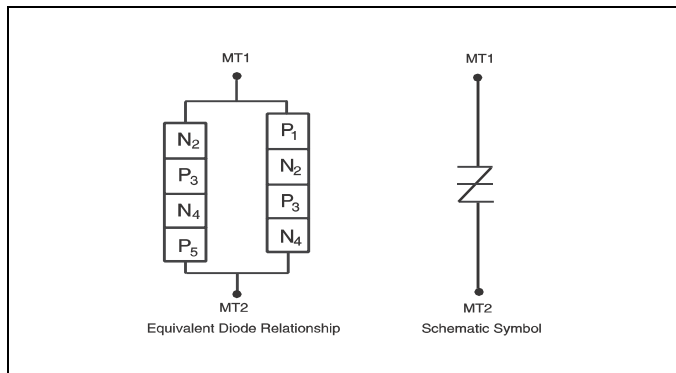 MT1
N2
P3
N4
P5
P1
N2
P3
N4
MT2
Equivalent Diode Relationship
MT1
MT2
Schematic Symbol